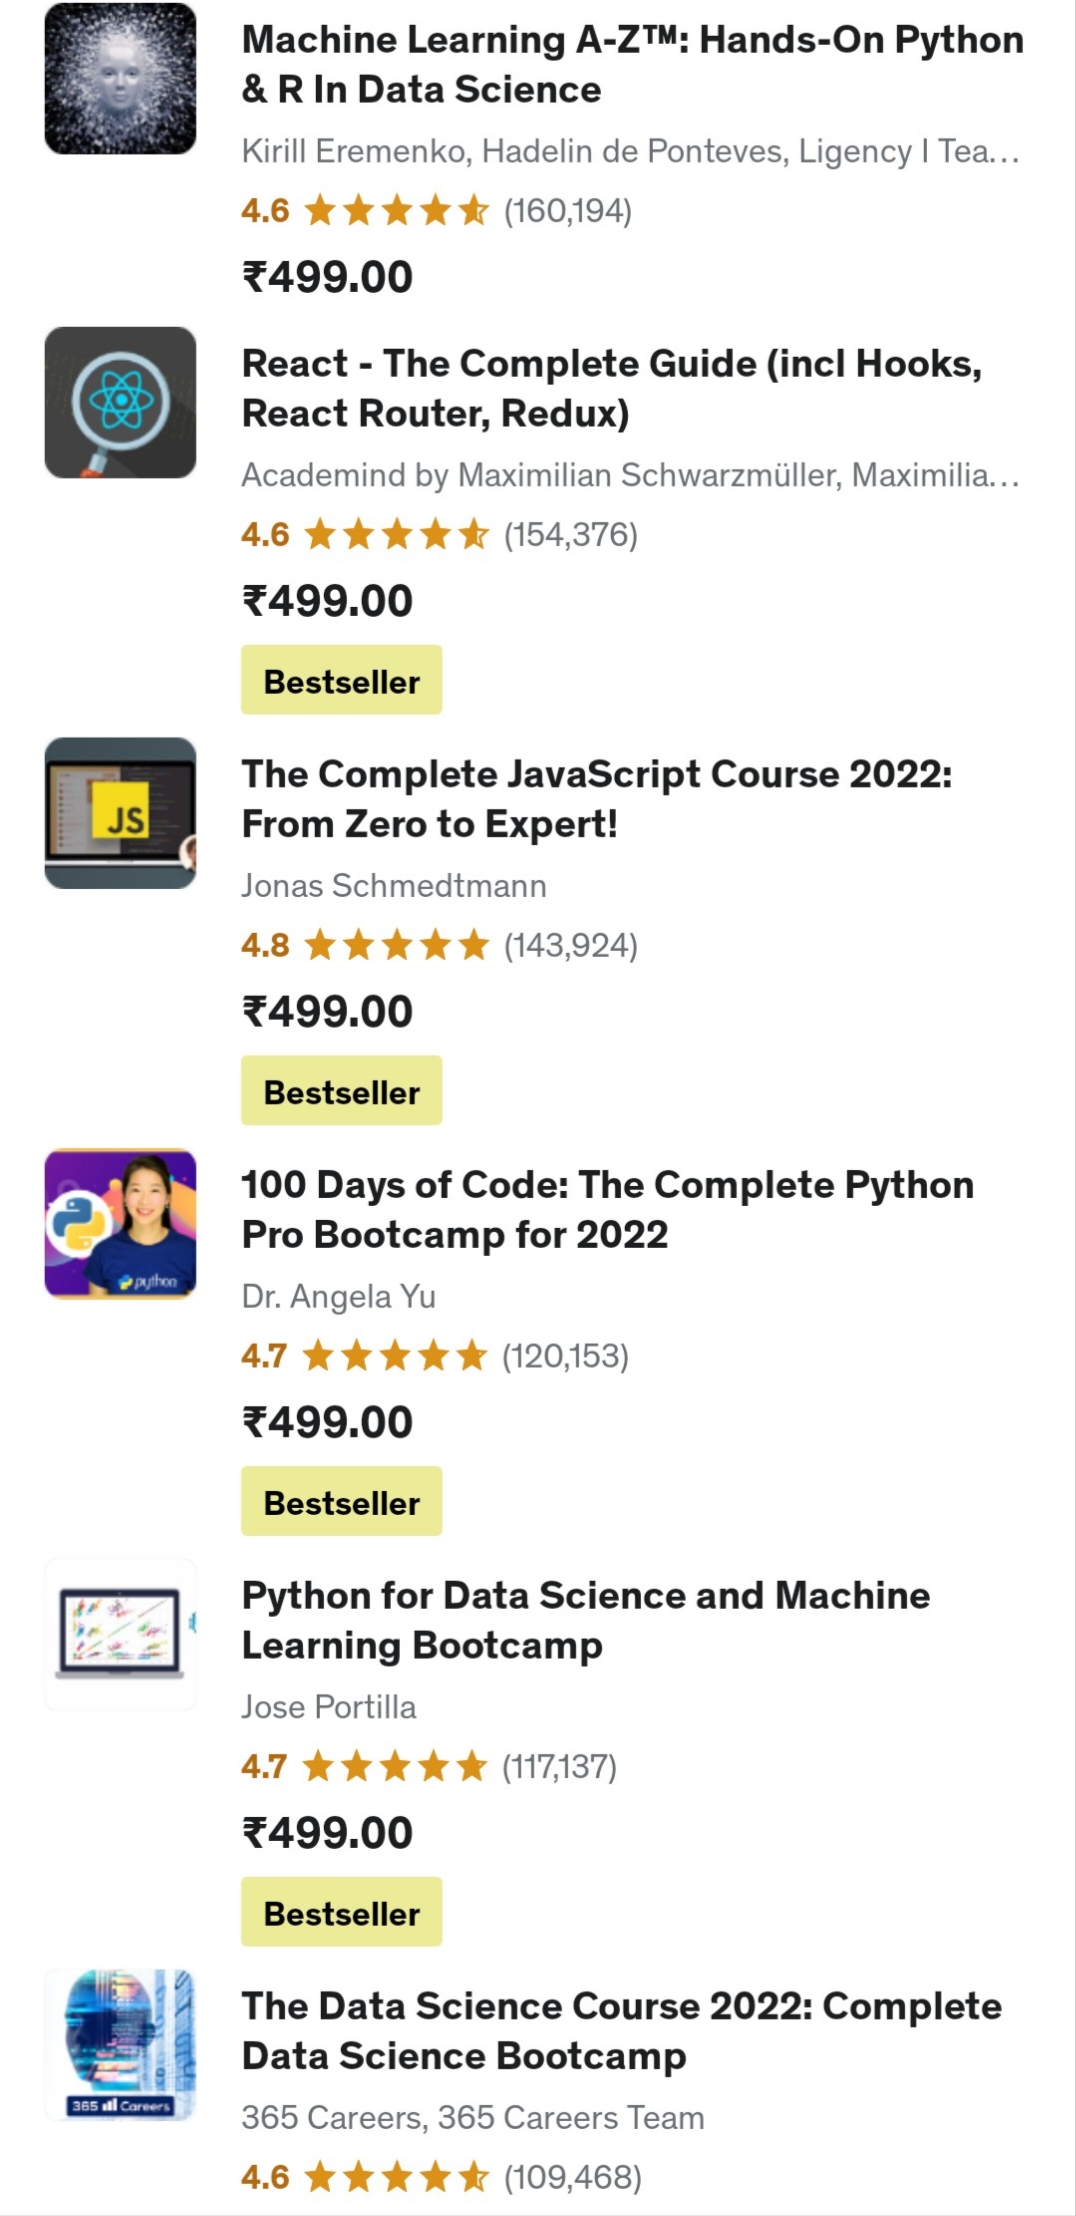 Machine Learning A-Z™: Hands-On Python
& R In Data Science
Kirill Eremenko, Hadelin de Ponteves, Ligency I Tea...
4.6 (160,194)
₹499.00
React - The Complete Guide (incl Hooks,
React Router, Redux)
Academind by Maximilian Schwarzmüller, Maximilia...
4.6 (154,376)
₹499.00
Bestseller
JS
The Complete JavaScript Course 2022:
From Zero to Expert!
Jonas Schmedtmann
4.8 (143,924)
₹499.00
Bestseller
python
100 Days of Code: The Complete Python
Pro Bootcamp for 2022
Dr. Angela Yu
4.7 (120,153)
₹499.00
Bestseller
Python for Data Science and Machine
Learning Bootcamp
Jose Portilla
4.7 (117,137)
₹499.00
Bestseller
365 Careers
The Data Science Course 2022: Complete
Data Science Bootcamp
365 Careers, 365 Careers Team
4.6 (109,468)